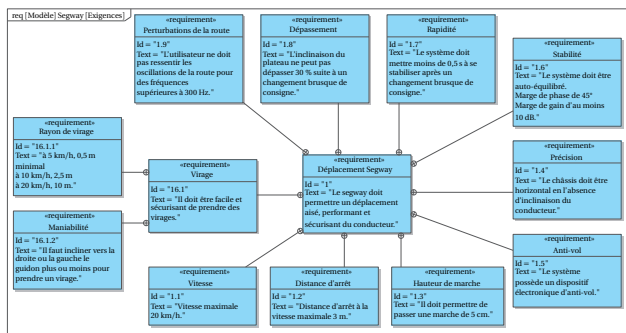 req [Modèle] Segway [Exigences]
«requirement»
Perturbations de la route
Id = "1.9"
Text = "L'utilisateur ne doit
pas ressentir les
oscillations de la route pour
des fréquences
supérieures à 300 Hz."
«requirement»
Dépassement
Id = "1.8"
Text = "L'inclinaison du
plateau ne peut pas
dépasser 30 % suite à un
changement brusque de
consigne."
«requirement»
Rapidité
Id = "1.7"
Text = "Le système doit
mettre moins de 0,5 s à se
stabiliser après un
changement brusque de
consigne."
«requirement»
Stabilité
Id = "1.6"
Text = "Le système doit être
auto-équilibré.
Marge de phase de 45°
Marge de gain d'au moins
10 dB."
«requirement»
Rayon de virage
Id = "16.1.1"
Text = "à 5 km/h, 0,5 m
minimal
à 10 km/h, 2,5 m
à 20 km/h, 10 m."
«requirement»
Virage
Id = "16.1"
Text = "Il doit être facile et
sécurisant de prendre des
virages."
«requirement»
Déplacement Segway
Id = "1"
Text = "Le segway doit
permettre un déplacement
aisé, performant et
sécurisant du conducteur."
«requirement»
Précision
Id = "1.4"
Text = "Le châssis doit être
horizontal en l'absence
d'inclinaison du
conducteur."
«requirement»
Maniabilité
Id = "16.1.2"
Text = "Il faut incliner vers la
droite ou la gauche le
guidon plus ou moins pour
prendre un virage."
«requirement»
Vitesse
Id = "1.1"
Text = "Vitesse maximale
20 km/h."
«requirement»
Distance d'arrêt
Id = "1.2"
Text = "Distance d'arrêt à la
vitesse maximale 3 m."
«requirement»
Hauteur de marche
Id = "1.3"
Text = "Il doit permettre de
passer une marche de 5 cm."
«requirement»
Anti-vol
Id = "1.5"
Text = "Le système
possède un dispositif
électronique d'anti-vol."